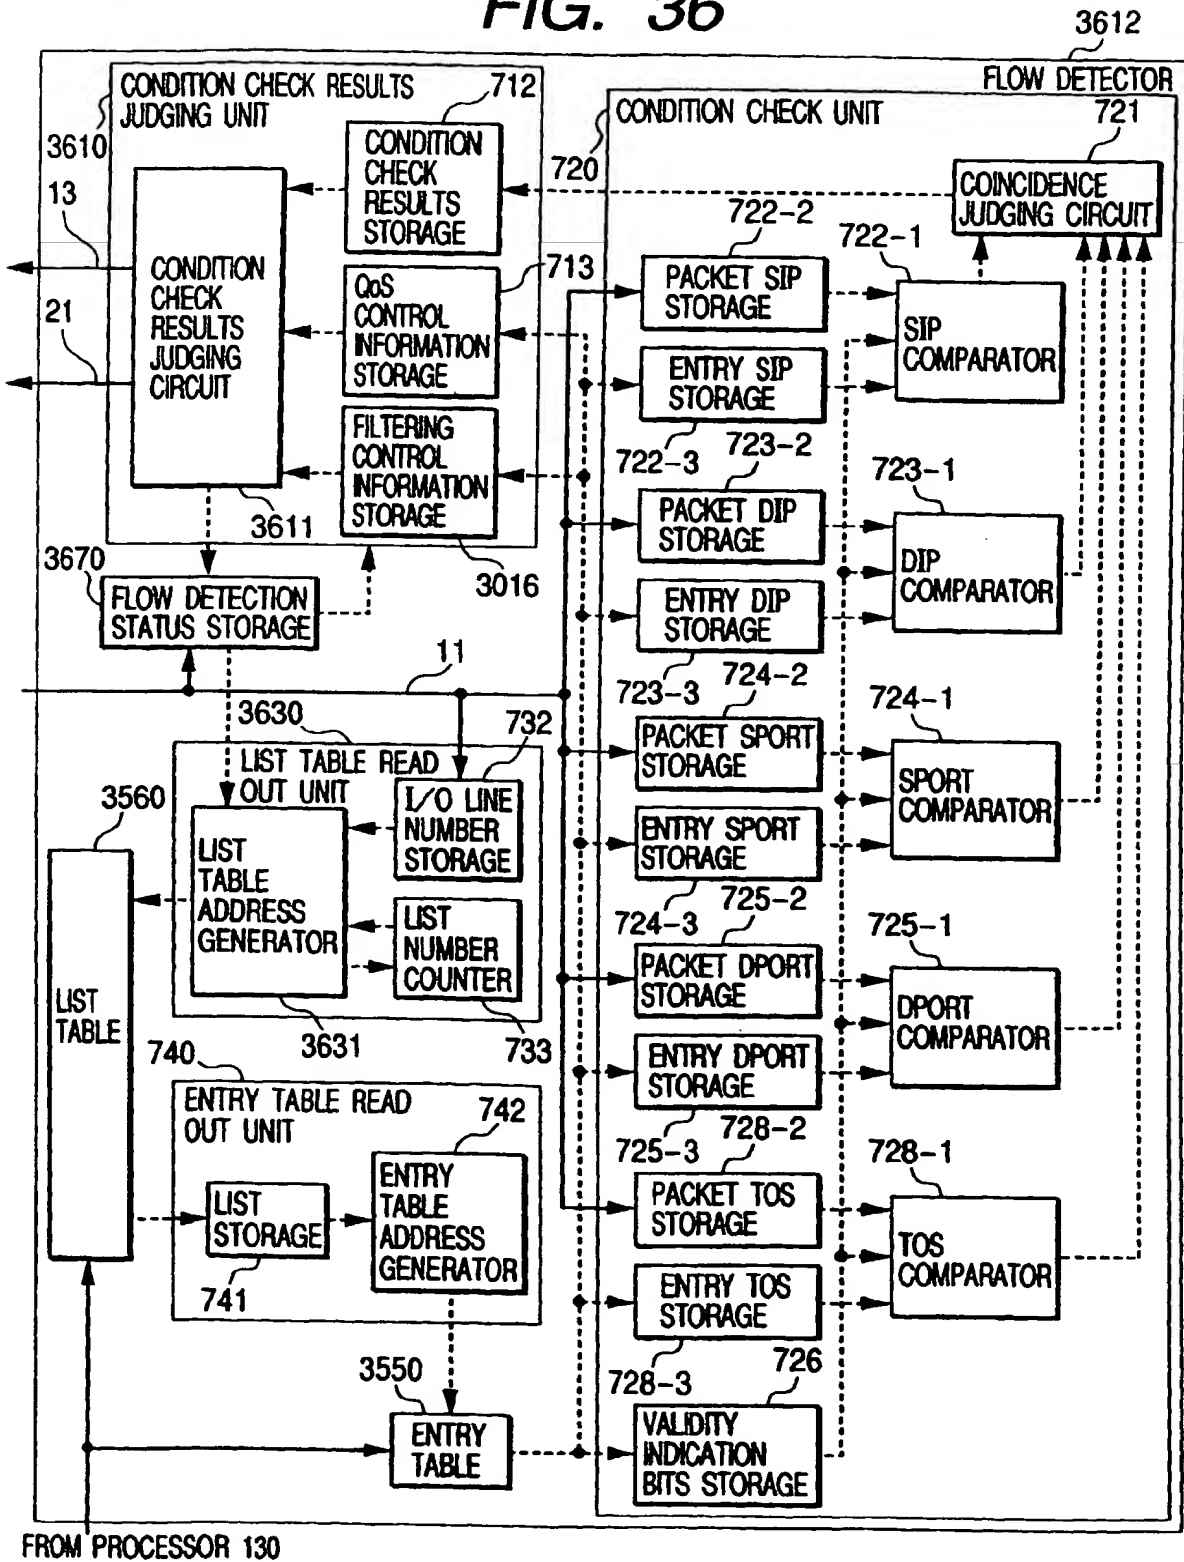 FIG. 36
3612
FLOW DETECTOR
CONDITION CHECK RESULTS
JUDGING UNIT
3610
712
CONDITION
CHECK
RESULTS
STORAGE
13
21
CONDITION
CHECK
RESULTS
JUDGING
CIRCUIT
713
QoS
CONTROL
INFORMATION
STORAGE
FILTERING
CONTROL
INFORMATION
STORAGE
3611
3016
3670
FLOW DETECTION
STATUS STORAGE
11
3630
732
LIST TABLE READ
OUT UNIT
I/O LINE
NUMBER
STORAGE
3560
LIST
TABLE
ADDRESS
GENERATOR
LIST
NUMBER
COUNTER
LIST
TABLE
3631
733
740
ENTRY TABLE READ
OUT UNIT
742
ENTRY
TABLE
ADDRESS
GENERATOR
LIST
STORAGE
741
3550
ENTRY
TABLE
FROM PROCESSOR 130
CONDITION CHECK UNIT
720
721
COINCIDENCE
JUDGING CIRCUIT
722-2
722-1
PACKET SIP
STORAGE
SIP
COMPARATOR
ENTRY SIP
STORAGE
722-3
723-2
723-1
PACKET DIP
STORAGE
DIP
COMPARATOR
ENTRY DIP
STORAGE
723-3
724-2
724-1
PACKET SPORT
STORAGE
SPORT
COMPARATOR
ENTRY SPORT
STORAGE
724-3
725-2
725-1
PACKET DPORT
STORAGE
DPORT
COMPARATOR
ENTRY DPORT
STORAGE
725-3
728-2
728-1
PACKET TOS
STORAGE
TOS
COMPARATOR
ENTRY TOS
STORAGE
728-3
726
VALIDITY
INDICATION
BITS STORAGE